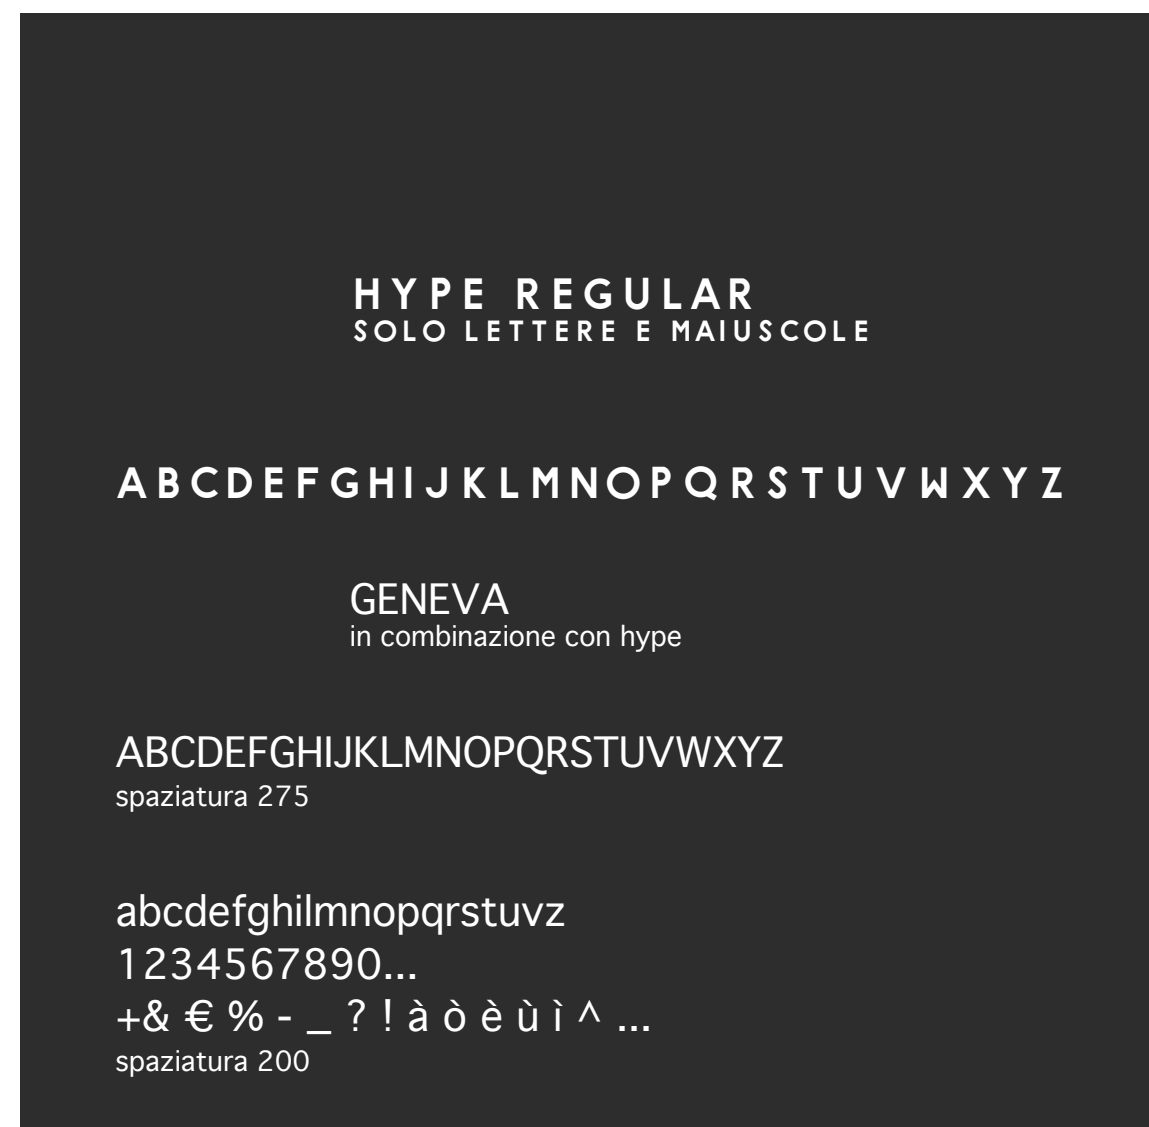 HYPE REGULAR
SOLO LETTERE E MAIUSCOLE
ABCDEFGHIJKLMNOPQRSTUVWXYZ
GENEVA
in combinazione con hype
ABCDEFGHIJKLMNOPQRSTUVWXYZ
spaziatura 275
abcdefghilmnopqrstuvz
1234567890...
+& € % - _ ? ! à ò è ù ì ^ ...
spaziatura 200